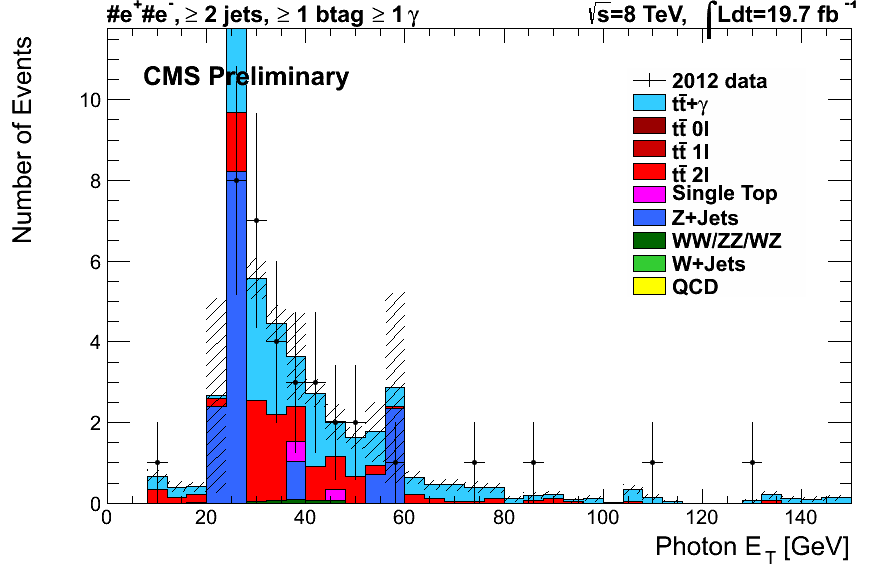 #e⁺#e⁻, ≥ 2 jets, ≥ 1 btag ≥ 1 γ
√s=8 TeV, ∫Ldt=19.7 fb⁻¹
CMS Preliminary
2012 data
tt̄+γ
tt̄ 0l
tt̄ 1l
tt̄ 2l
Single Top
Z+Jets
WW/ZZ/WZ
W+Jets
QCD
Number of Events
10
8
6
4
2
0
0 20 40 60 80 100 120 140
Photon E_T [GeV]